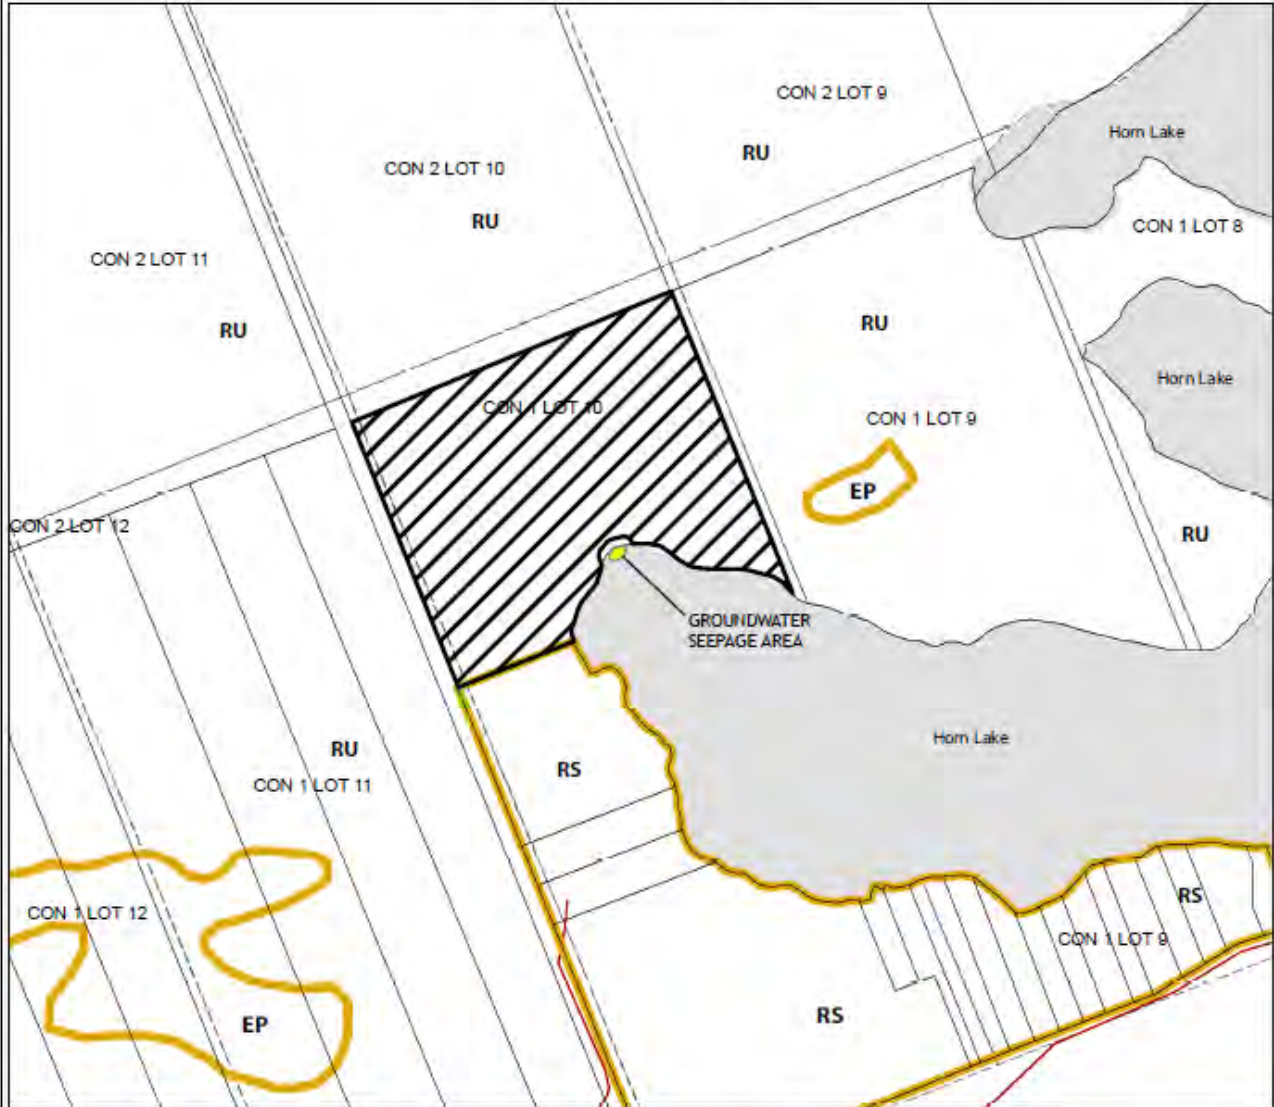 CON 2 LOT 9
Horn Lake
RU
CON 2 LOT 10
RU
CON 1 LOT 8
CON 2 LOT 11
RU
RU
Horn Lake
CON 1 LOT 10
CON 1 LOT 9
EP
CON 2 LOT 12
RU
GROUNDWATER
SEEPAGE AREA
Horn Lake
RU
RS
CON 1 LOT 11
RS
CON 1 LOT 12
CON 1 LOT 9
RS
EP